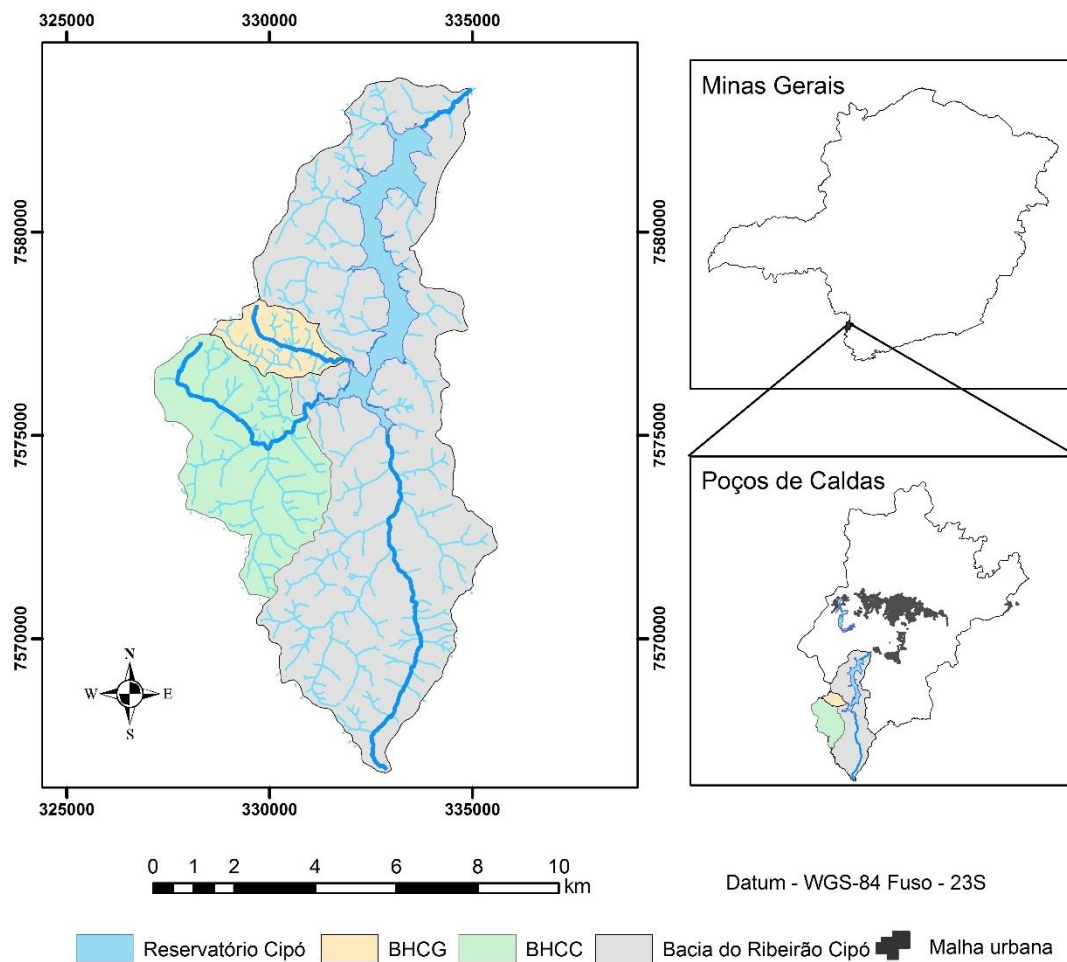 325000 330000 335000
Minas Gerais
7580000 7580000
7575000 7575000
Poços de Caldas
7570000 7570000
N
W E
S
325000 330000 335000
0 1 2 4 6 8 10
km
Datum - WGS-84 Fuso - 23S
Reservatório Cipó BHCG BHCC Bacia do Ribeirão Cipó Malha urbana